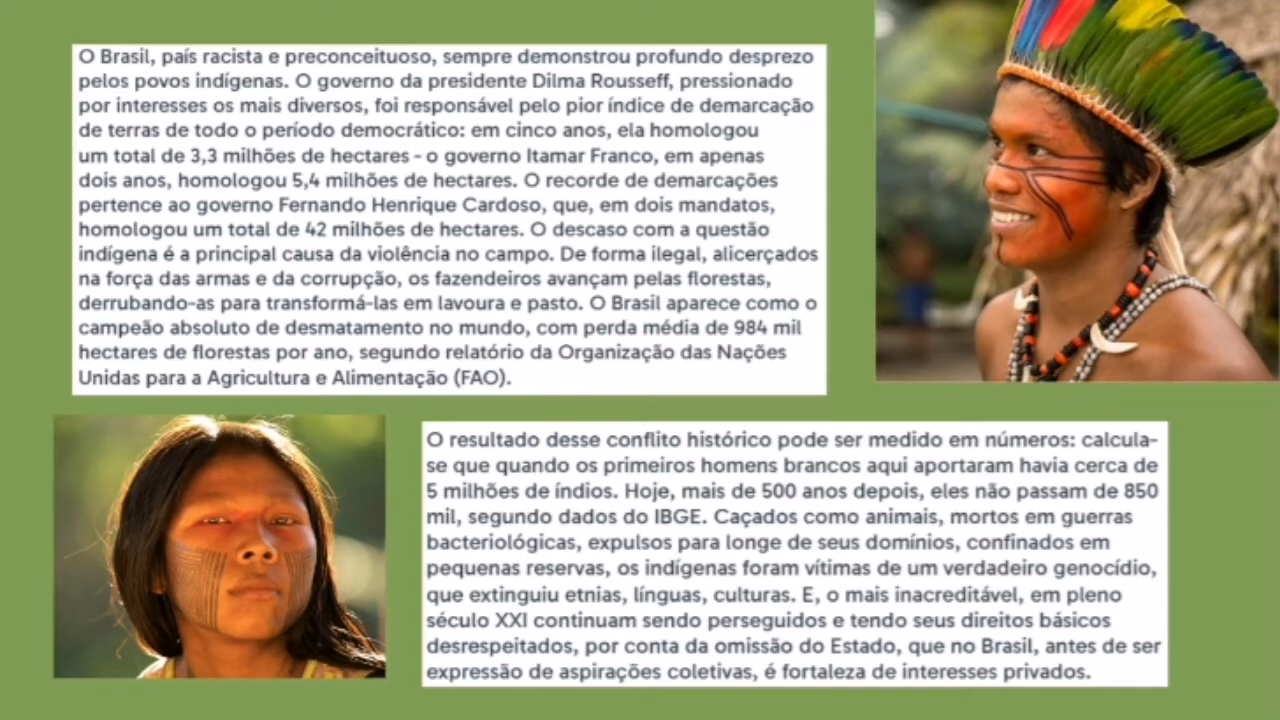 O Brasil, país racista e preconceituoso, sempre demonstrou profundo desprezo
pelos povos indígenas. O governo da presidente Dilma Rousseff, pressionado
por interesses os mais diversos, foi responsável pelo pior índice de demarcação
de terras de todo o período democrático: em cinco anos, ela homologou
um total de 3,3 milhões de hectares - o governo Itamar Franco, em apenas
dois anos, homologou 5,4 milhões de hectares. O recorde de demarcações
pertence ao governo Fernando Henrique Cardoso, que, em dois mandatos,
homologou um total de 42 milhões de hectares. O descaso com a questão
indígena é a principal causa da violência no campo. De forma ilegal, alicerçados
na força das armas e da corrupção, os fazendeiros avançam pelas florestas,
derrubando-as para transformá-las em lavoura e pasto. O Brasil aparece como o
campeão absoluto de desmatamento no mundo, com perda média de 984 mil
hectares de florestas por ano, segundo relatório da Organização das Nações
Unidas para a Agricultura e Alimentação (FAO).
O resultado desse conflito histórico pode ser medido em números: calcula-
se que quando os primeiros homens brancos aqui aportaram havia cerca de
5 milhões de índios. Hoje, mais de 500 anos depois, eles não passam de 850
mil, segundo dados do IBGE. Caçados como animais, mortos em guerras
bacteriológicas, expulsos para longe de seus domínios, confinados em
pequenas reservas, os indígenas foram vítimas de um verdadeiro genocídio,
que extinguiu etnias, línguas, culturas. E, o mais inacreditável, em pleno
século XXI continuam sendo perseguidos e tendo seus direitos básicos
desrespeitados, por conta da omissão do Estado, que no Brasil, antes de ser
expressão de aspirações coletivas, é fortaleza de interesses privados.